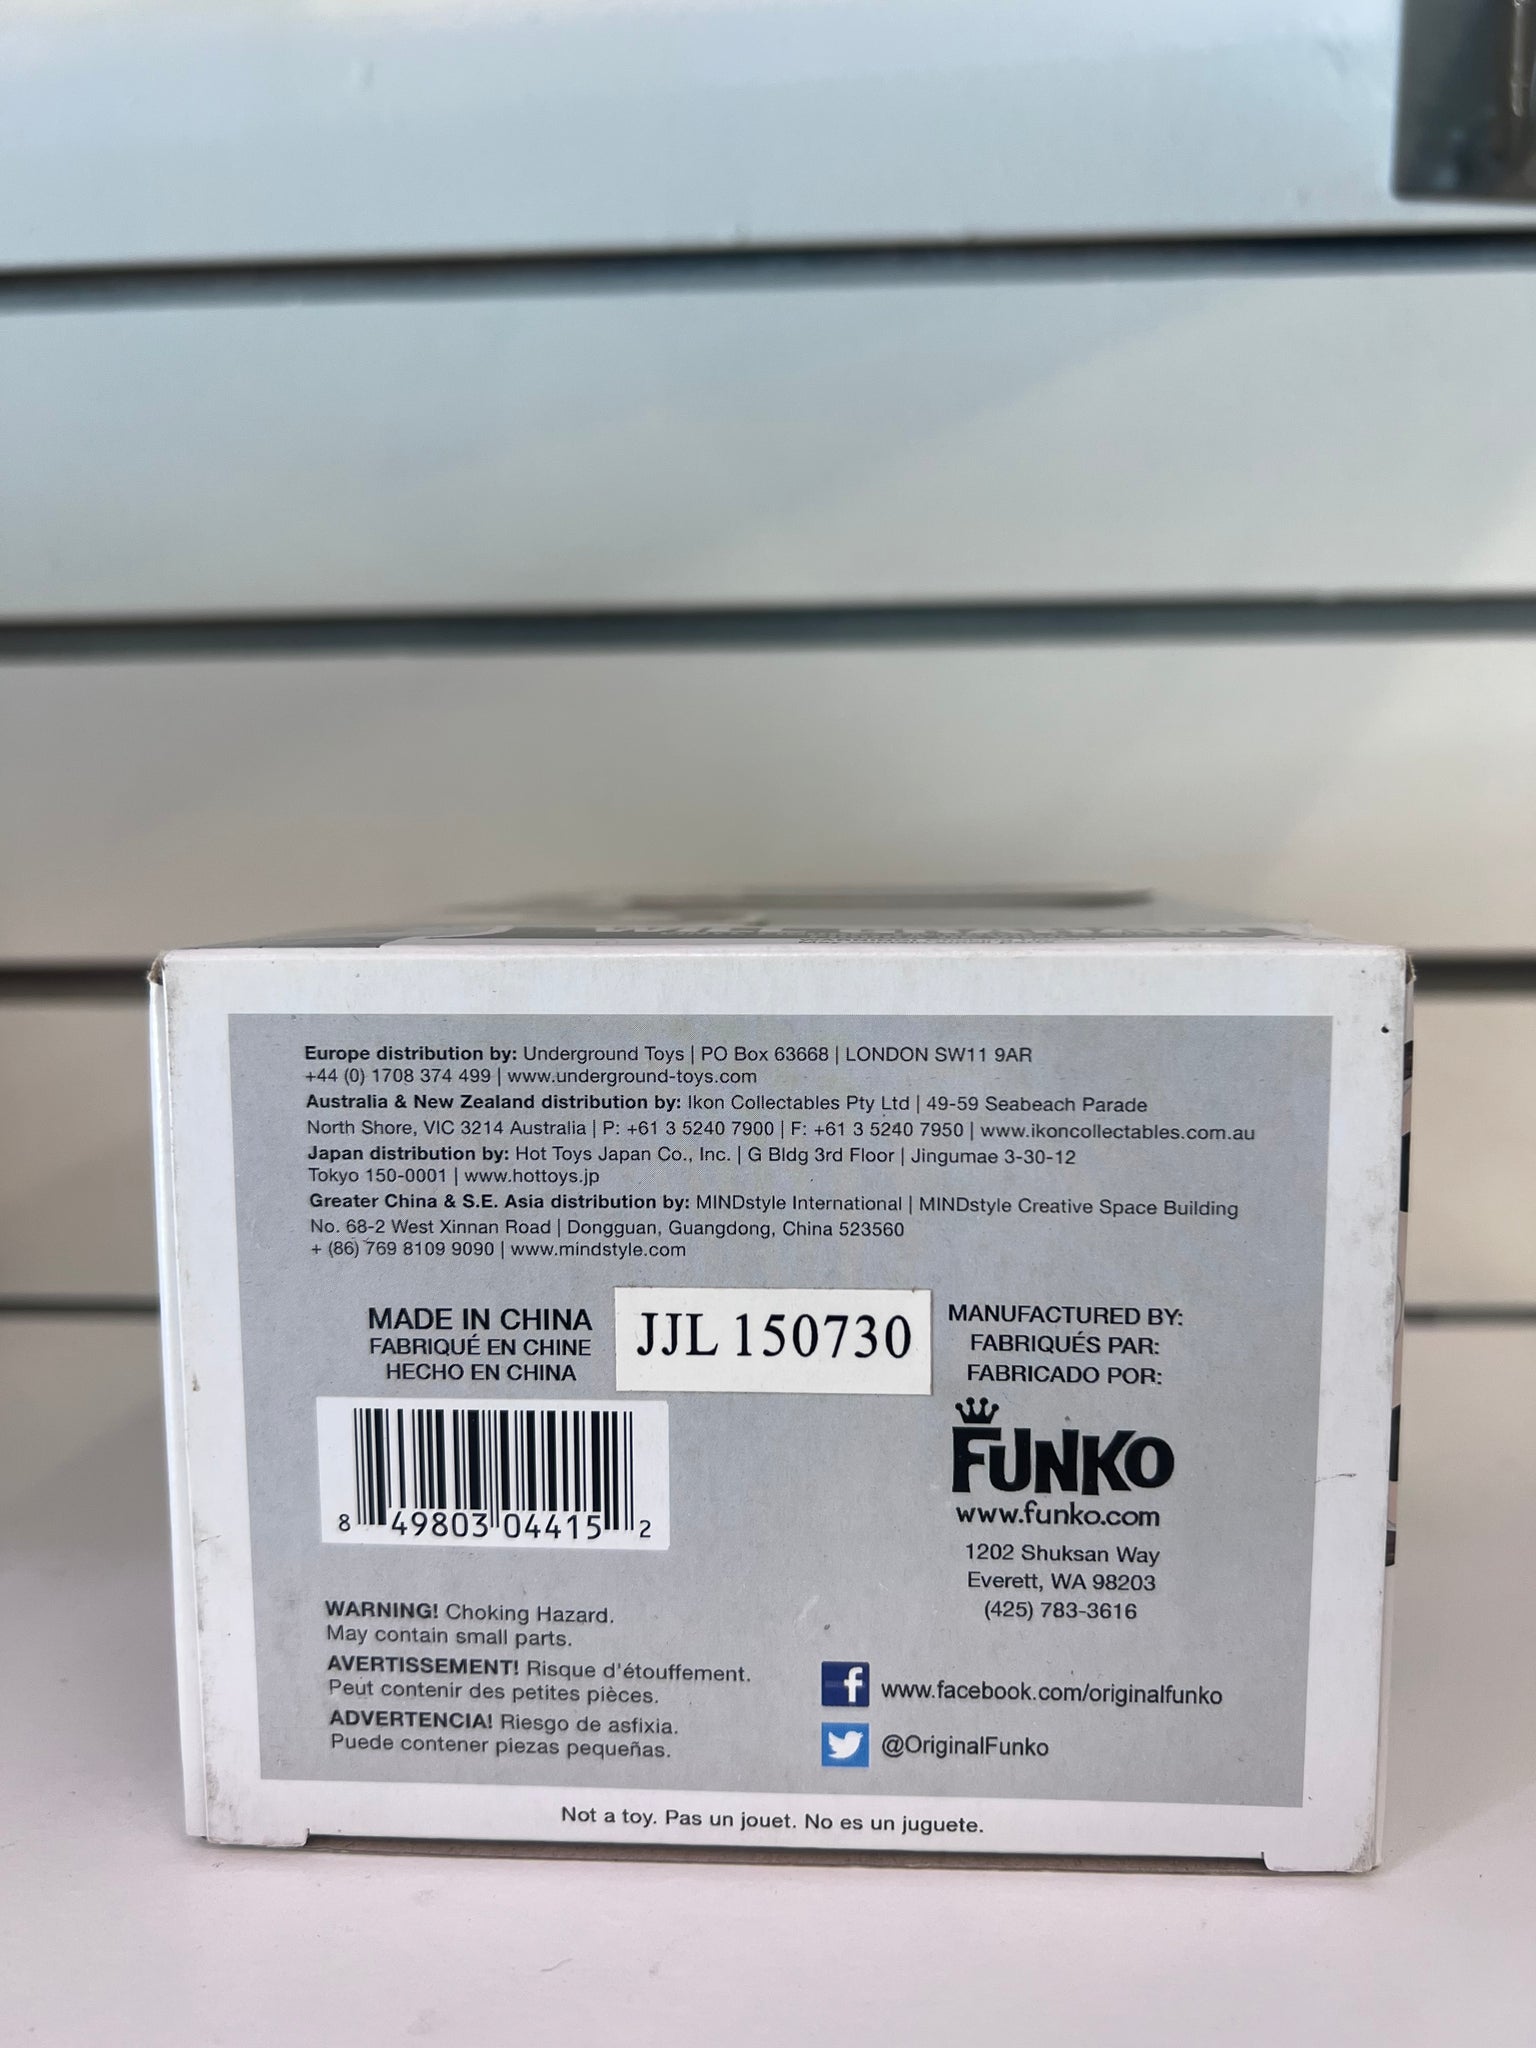 Europe distribution by: Underground Toys | PO Box 63668 | LONDON SW11 9AR
+44 (0) 1708 374 499 | www.underground-toys.com
Australia & New Zealand distribution by: Ikon Collectables Pty Ltd | 49-59 Seabeach Parade
North Shore, VIC 3214 Australia | P: +61 3 5240 7900 | F: +61 3 5240 7950 | www.ikoncollectables.com.au
Japan distribution by: Hot Toys Japan Co., Inc. | G Bldg 3rd Floor | Jingumae 3-30-12
Tokyo 150-0001 | www.hottoys.jp
Greater China & S.E. Asia distribution by: MINDstyle International | MINDstyle Creative Space Building
No. 68-2 West Xinnan Road | Dongguan, Guangdong, China 523560
+ (86) 769 8109 9090 | www.mindstyle.com
MADE IN CHINA
FABRIQUÉ EN CHINE
HECHO EN CHINA
JJL 150730
MANUFACTURED BY:
FABRIQUÉS PAR:
FABRICADO POR:
8 49803 04415 2
FUNKO
www.funko.com
1202 Shuksan Way
Everett, WA 98203
(425) 783-3616
WARNING! Choking Hazard.
May contain small parts.
AVERTISSEMENT! Risque d'étouffement.
Peut contenir des petites pièces.
ADVERTENCIA! Riesgo de asfixia.
Puede contener piezas pequeñas.
f www.facebook.com/originalfunko
@OriginalFunko
Not a toy. Pas un jouet. No es un juguete.